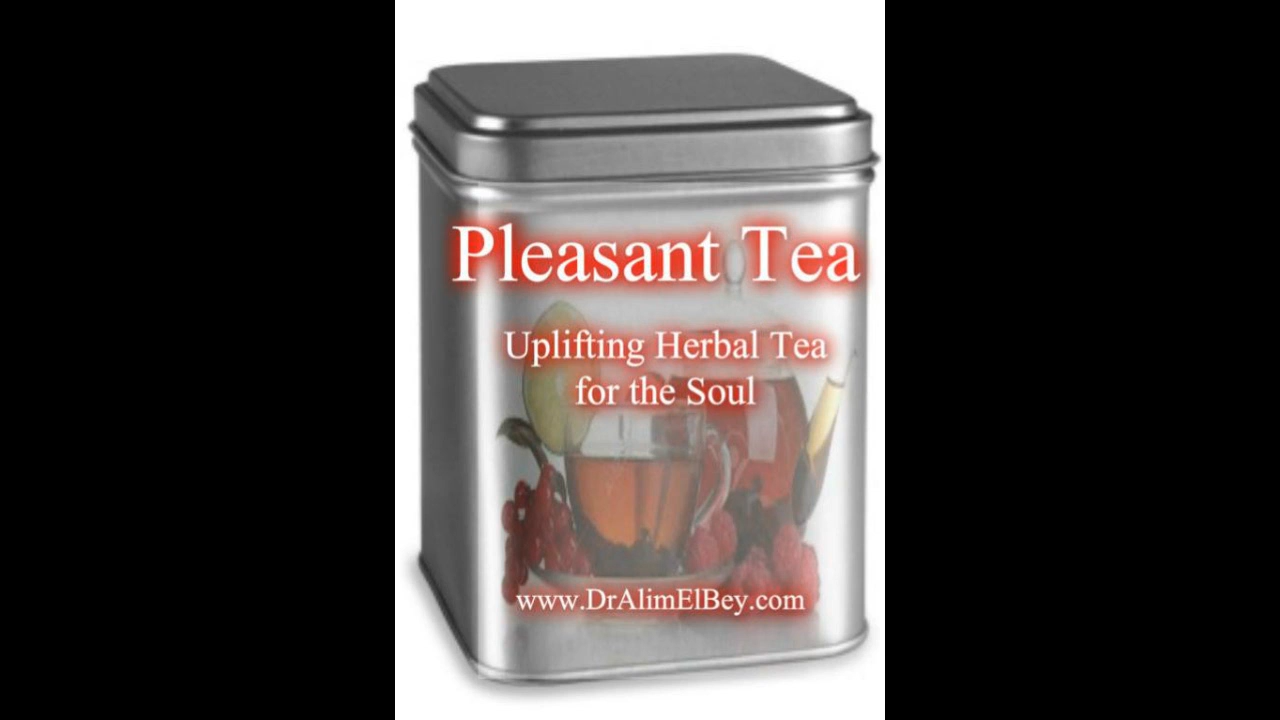 Pleasant Tea
Uplifting Herbal Tea
for the Soul
www.DrAlimElBey.com